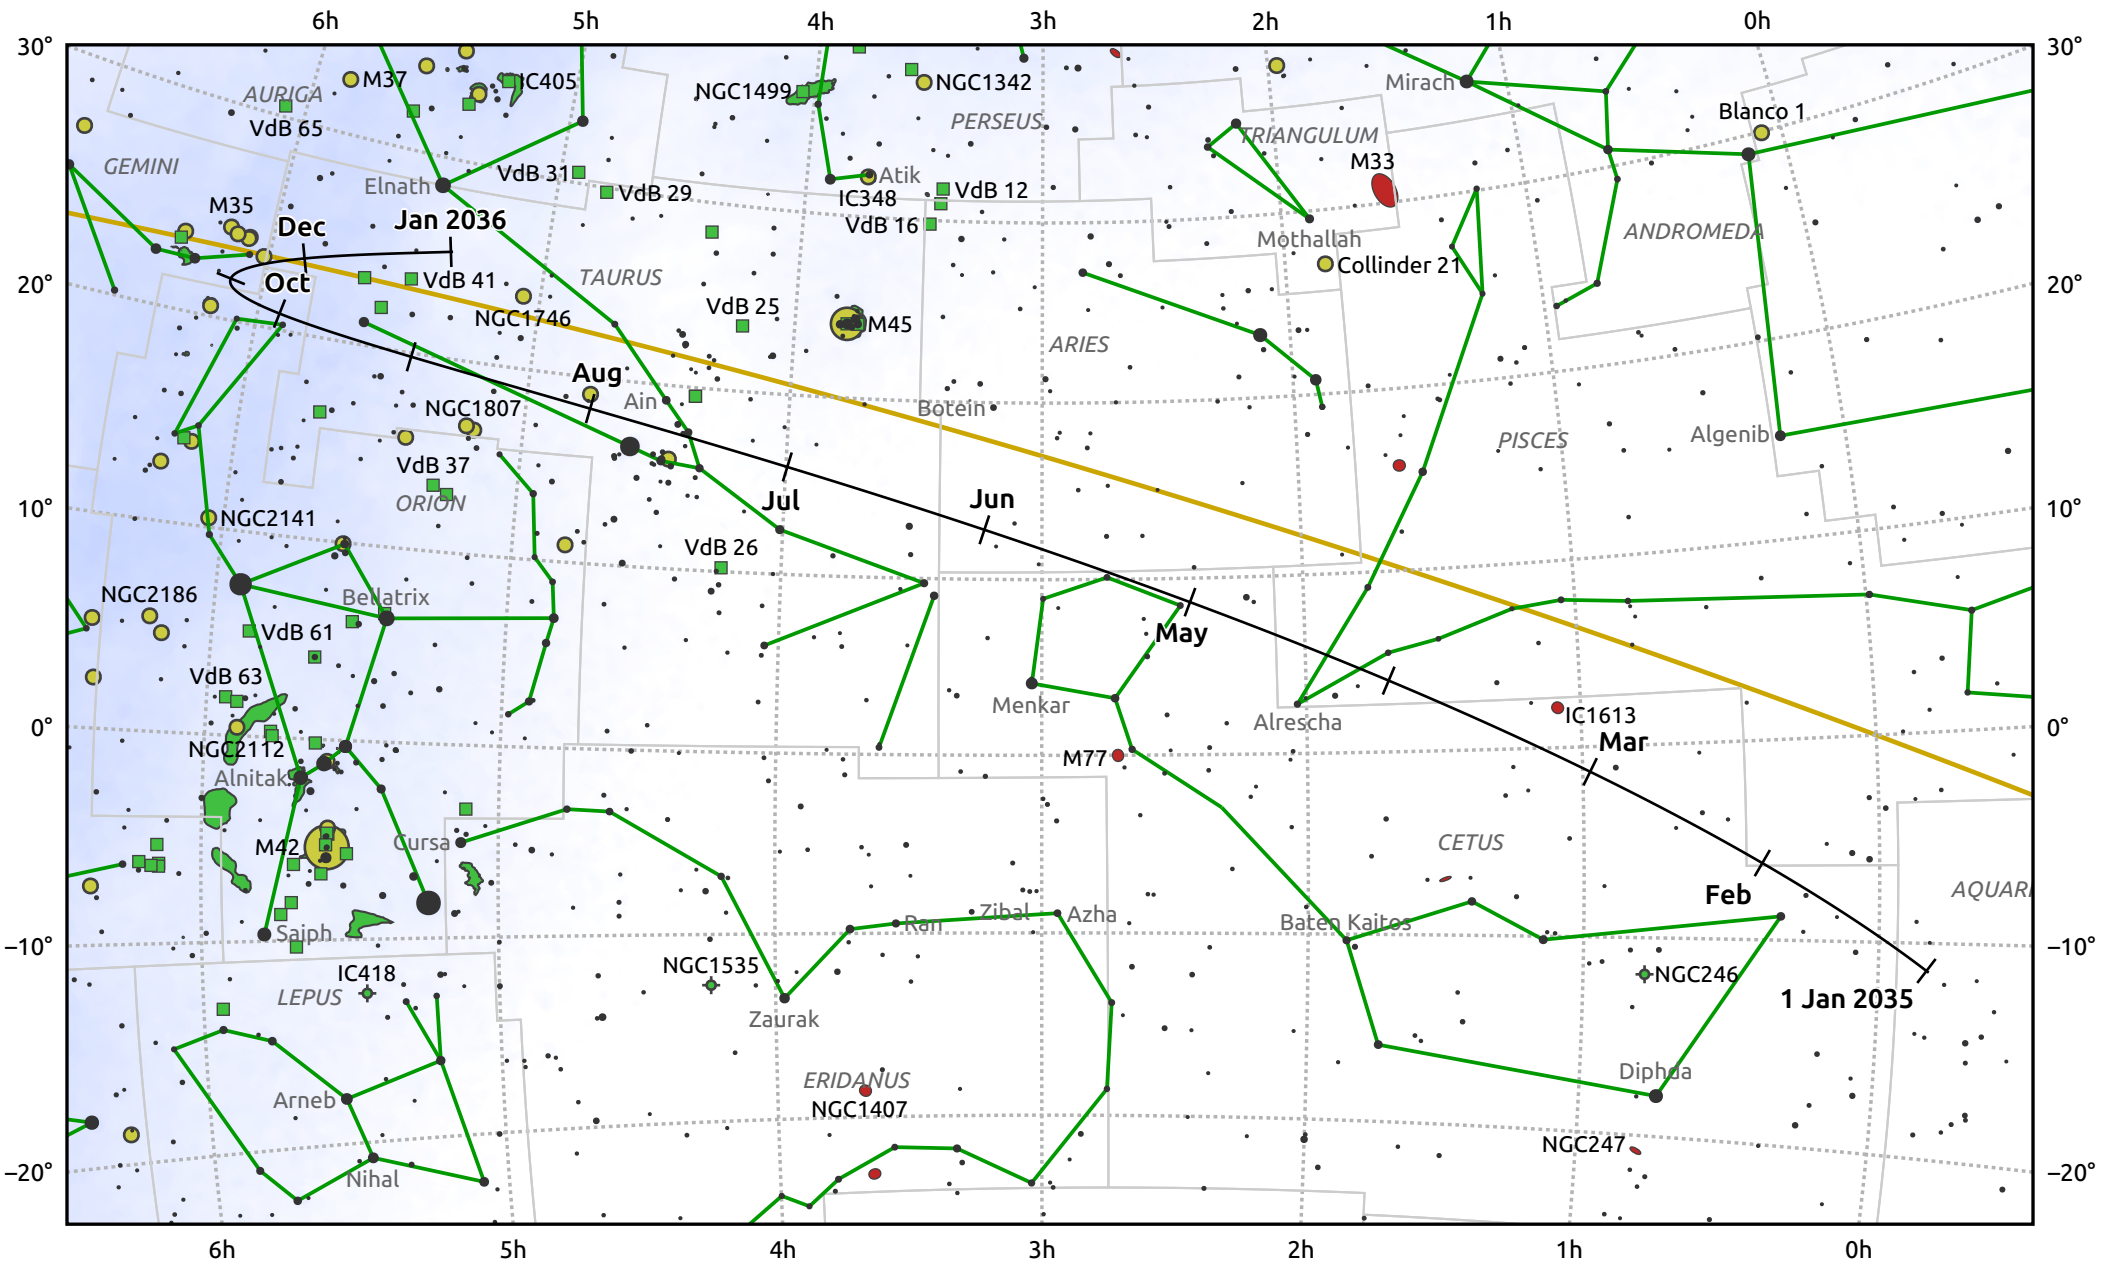 6h 5h 4h 3h 2h 1h 0h
30° 30°
M37 IC405 NGC1499 NGC1342 Mirach
AURIGA
VdB 65
PERSEUS
TRIANGULUM
Blanco 1
GEMINI
M33
Elnath
VdB 31
VdB 29
Atik
IC348
VdB 12
VdB 16
M35
Dec
Jan 2036
Mothallah
ANDROMEDA
Collinder 21
20° 20°
Oct
VdB 41
TAURUS
NGC1746
VdB 25
M45
ARIES
Aug
Ain
Botein
NGC1807
PISCES
Algenib
VdB 37
ORION
Jul
Jun
10° 10°
NGC2141
VdB 26
NGC2186
Bellatrix
VdB 61
May
VdB 63
Menkar
Alrescha
IC1613
0° 0°
NGC2112
Mar
M77
Alnitak
M42
Cursa
CETUS
Feb
AQUARI
Saiph
Ran
Zibal
Azha
Baten Kaitos
−10° −10°
IC418
LEPUS
NGC1535
NGC246
1 Jan 2035
Zaurak
Arneb
ERIDANUS
NGC1407
Diphda
NGC247
−20° −20°
Nihal
6h 5h 4h 3h 2h 1h 0h